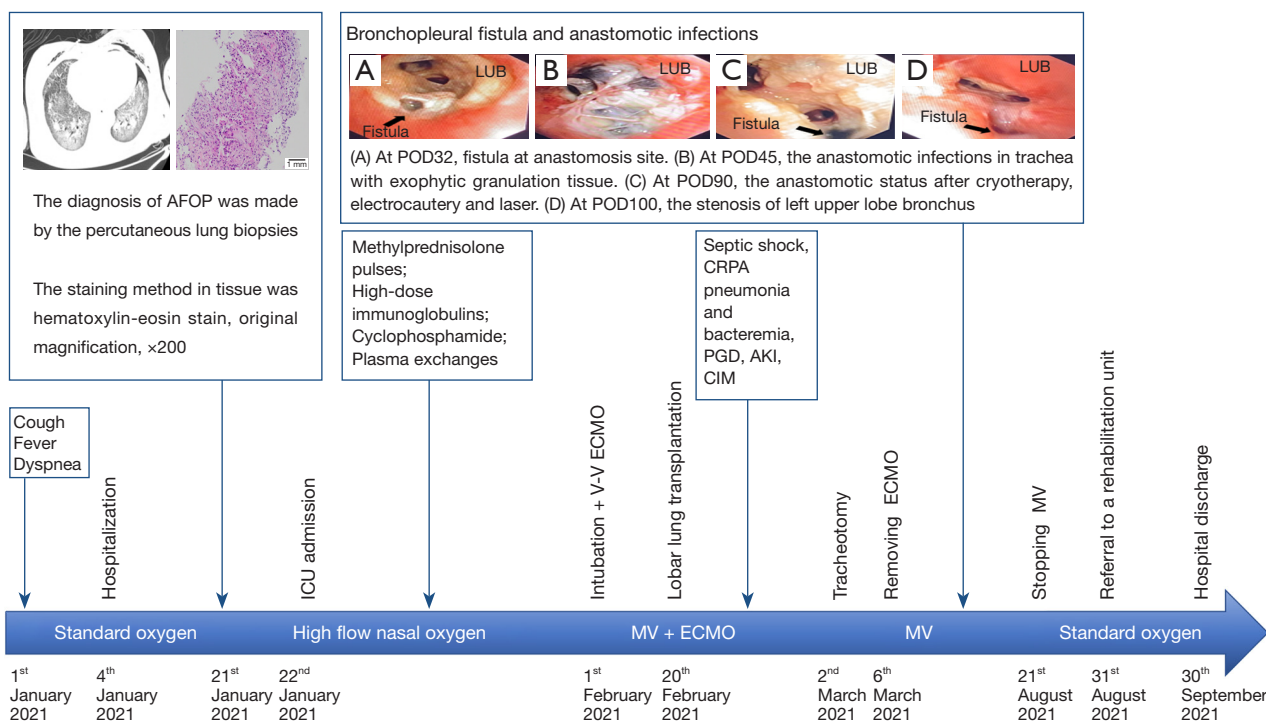 1 mm
The diagnosis of AFOP was made
by the percutaneous lung biopsies
The staining method in tissue was
hematoxylin-eosin stain, original
magnification, ×200
Bronchopleural fistula and anastomotic infections
A
LUB
Fistula
B
LUB
C
LUB
Fistula
D
LUB
Fistula
(A) At POD32, fistula at anastomosis site. (B) At POD45, the anastomotic infections in trachea
with exophytic granulation tissue. (C) At POD90, the anastomotic status after cryotherapy,
electrocautery and laser. (D) At POD100, the stenosis of left upper lobe bronchus
Methylprednisolone
pulses;
High-dose
immunoglobulins;
Cyclophosphamide;
Plasma exchanges
Septic shock,
CRPA
pneumonia
and
bacteremia,
PGD, AKI,
CIM
Cough
Fever
Dyspnea
Hospitalization
ICU admission
Intubation + V-V ECMO
Lobar lung transplantation
Tracheotomy
Removing ECMO
Stopping MV
Referral to a rehabilitation unit
Hospital discharge
Standard oxygen
High flow nasal oxygen
MV + ECMO
MV
Standard oxygen
1st
January
2021
4th
January
2021
21st
January
2021
22nd
January
2021
1st
February
2021
20th
February
2021
2nd
March
2021
6th
March
2021
21st
August
2021
31st
August
2021
30th
September
2021